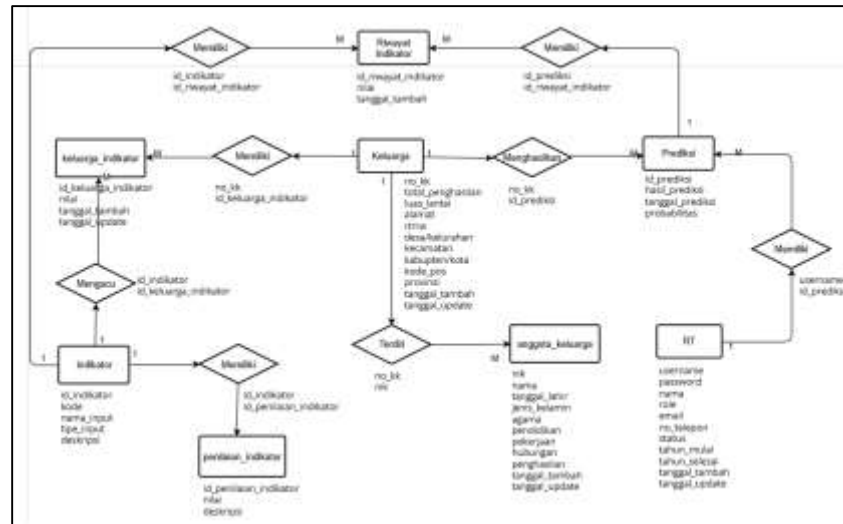 Memiliki
M
Riwayat
Indikator
M
Memiliki
id_indikator
id_riwayat_indikator
id_riwayat_indikator
nilai
tanggal_tambah
id_prediksi
id_riwayat_indikator
1
keluarga_indikator
M
Memiliki
1
Keluarga
1
Menghasilkan
M
Prediksi
M
M
id_keluarga_indikator
nilai
tanggal_tambah
tanggal_update
no_kk
id_keluarga_indikator
1
no_kk
total_penghasilan
luas_lantai
alamat
rt/rw
desa/kelurahan
kecamatan
kabupten/kota
kode_pos
provinsi
tanggal_tambah
tanggal_update
no_kk
id_prediksi
id_prediksi
hasil_prediksi
tanggal_prediksi
probabilitas
Memiliki
username
id_prediksi
Mengacu
id_indikator
id_keluarga_indikator
1
1
Indikator
1
Memiliki
id_indikator
kode
nama_input
tipe_input
deskripsi
id_indikator
id_penilaian_indikator
penilaian_indikator
id_penilaian_indikator
nilai
deskripsi
Terdiri
no_kk
nik
M
anggota_keluarga
nik
nama
tanggal_lahir
jenis_kelamin
agama
pendidikan
pekerjaan
hubungan
penghasilan
tanggal_tambah
tanggal_update
RT
1
username
password
nama
role
email
no_telepon
status
tahun_mulai
tahun_selesai
tanggal_tambah
tanggal_update